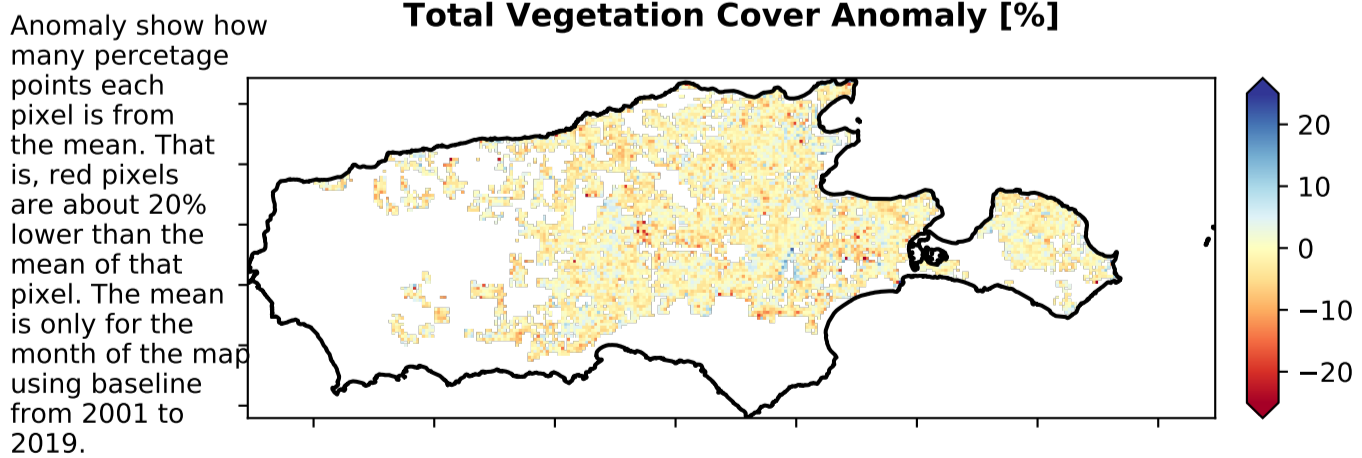 Total Vegetation Cover Anomaly [%]
Anomaly show how
many percetage
points each
pixel is from
the mean. That
is, red pixels
are about 20%
lower than the
mean of that
pixel. The mean
is only for the
month of the map
using baseline
from 2001 to
2019.
20
10
0
−10
−20